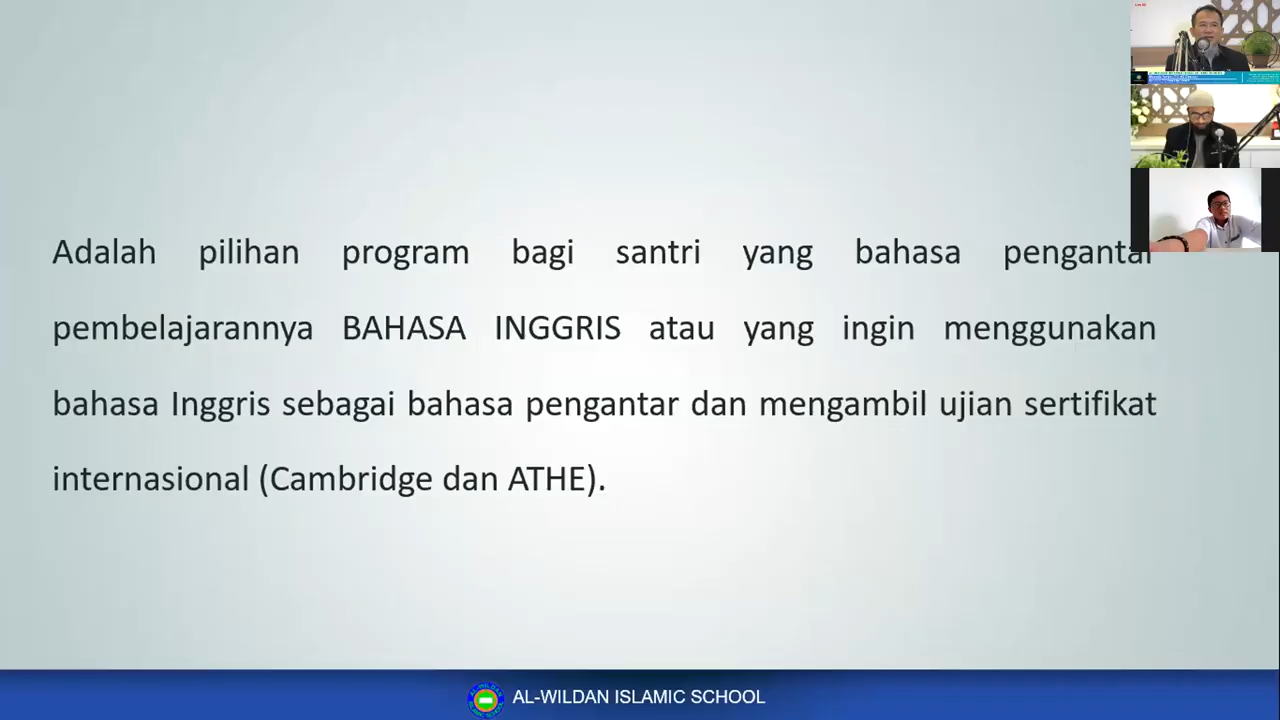 Adalah pilihan program bagi santri yang bahasa pengantar
pembelajarannya BAHASA INGGRIS atau yang ingin menggunakan
bahasa Inggris sebagai bahasa pengantar dan mengambil ujian sertifikat
internasional (Cambridge dan ATHE).
AL-WILDAN ISLAMIC SCHOOL